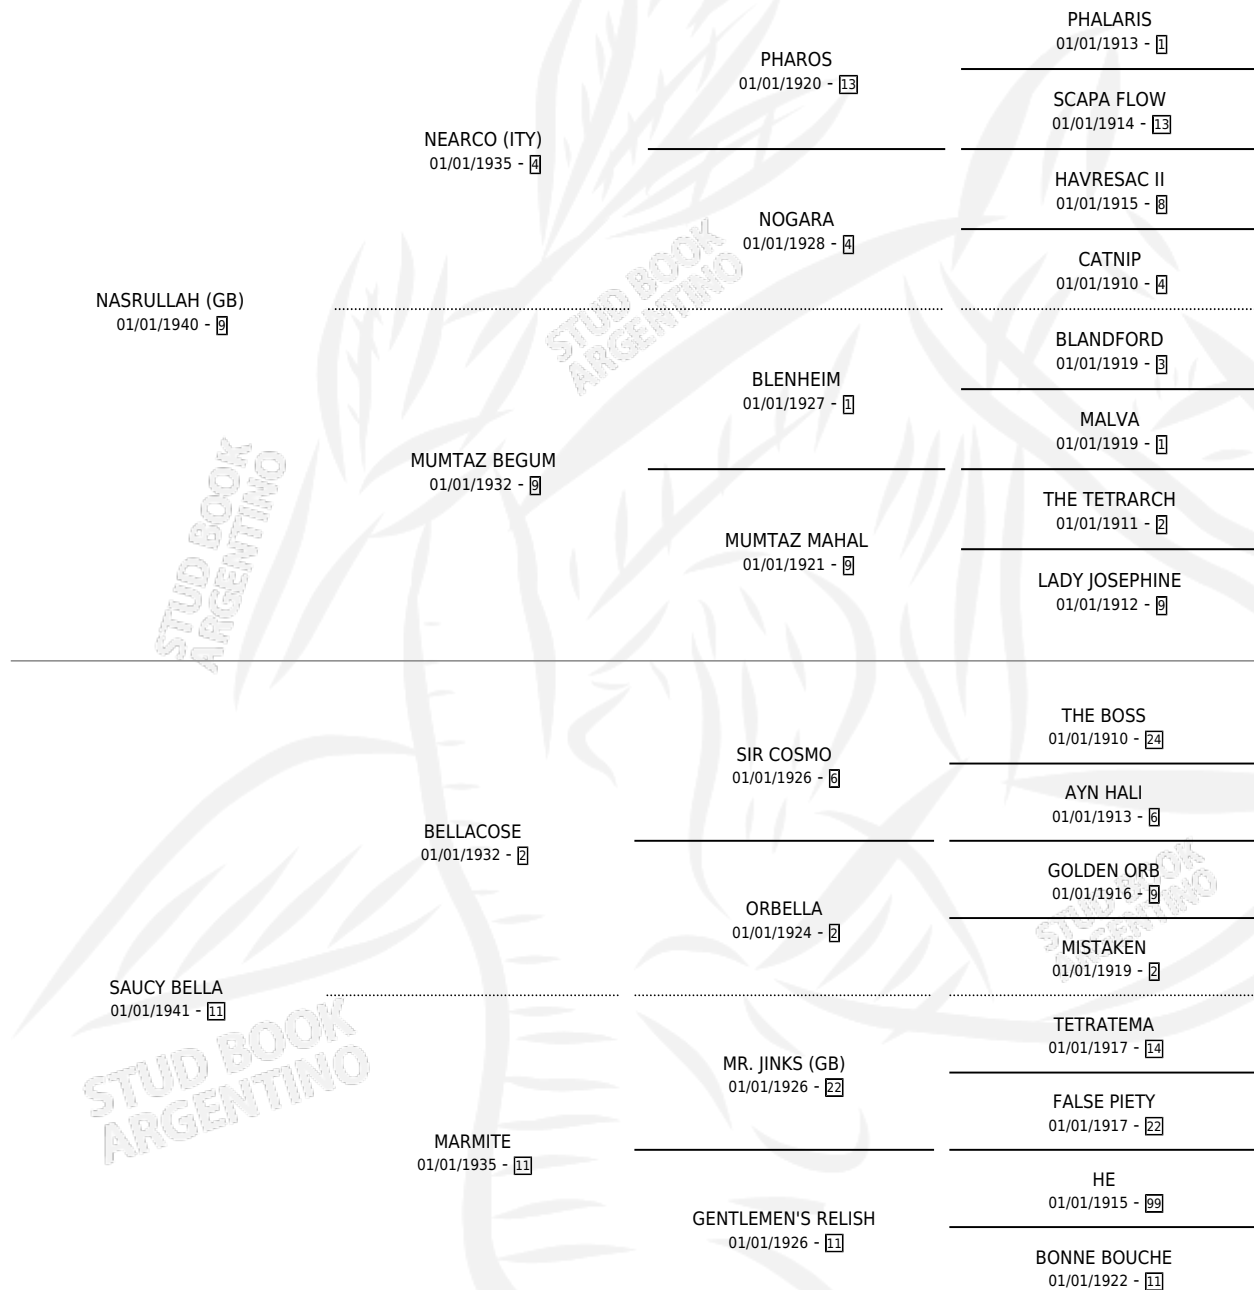 PHALARIS
01/01/1913 - 1
PHAROS
01/01/1920 - 13
SCAPA FLOW
01/01/1914 - 13
NEARCO (ITY)
01/01/1935 - 4
HAVRESAC II
01/01/1915 - 8
NOGARA
01/01/1928 - 4
CATNIP
01/01/1910 - 4
NASRULLAH (GB)
01/01/1940 - 9
STUD BOOK
ARGENTINO
BLANDFORD
01/01/1919 - 3
BLENHEIM
01/01/1927 - 1
MALVA
01/01/1919 - 1
MUMTAZ BEGUM
01/01/1932 - 9
THE TETRARCH
01/01/1911 - 2
MUMTAZ MAHAL
01/01/1921 - 9
LADY JOSEPHINE
01/01/1912 - 9
STUD BOOK
ARGENTINO
THE BOSS
01/01/1910 - 24
SIR COSMO
01/01/1926 - 6
AYN HALI
01/01/1913 - 6
BELLACOSE
01/01/1932 - 2
GOLDEN ORB
01/01/1916 - 9
ORBELLA
01/01/1924 - 2
STUD BOOK
ARGENTINO
MISTAKEN
01/01/1919 - 2
SAUCY BELLA
01/01/1941 - 11
TETRATEMA
01/01/1917 - 14
MR. JINKS (GB)
01/01/1926 - 22
STUD BOOK
ARGENTINO
FALSE PIETY
01/01/1917 - 22
MARMITE
01/01/1935 - 11
HE
01/01/1915 - 99
GENTLEMEN'S RELISH
01/01/1926 - 11
BONNE BOUCHE
01/01/1922 - 11